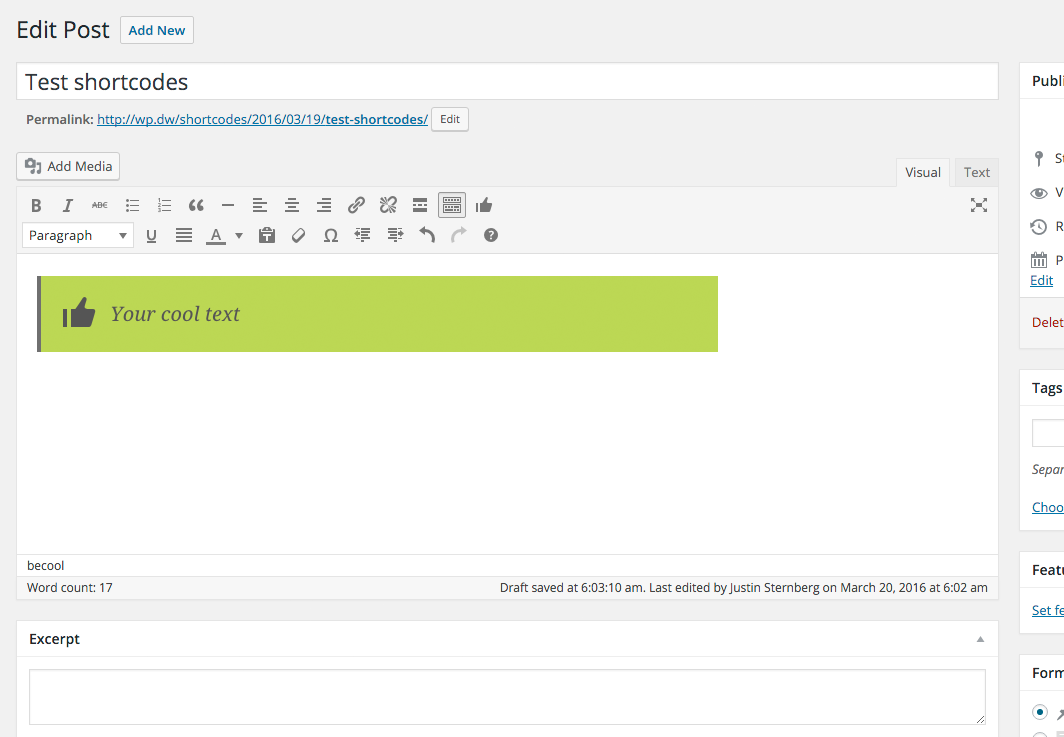 Edit Post Add New
Test shortcodes
Permalink: http://wp.dw/shortcodes/2016/03/19/test-shortcodes/ Edit
Add Media
Visual Text
B I ABC
Paragraph U A Ω
Your cool text
becool
Word count: 17 Draft saved at 6:03:10 am. Last edited by Justin Sternberg on March 20, 2016 at 6:02 am
Excerpt
Publi
St
V
R
P
Edit
Delet
Tags
Separ
Choo
Featu
Set fe
Form